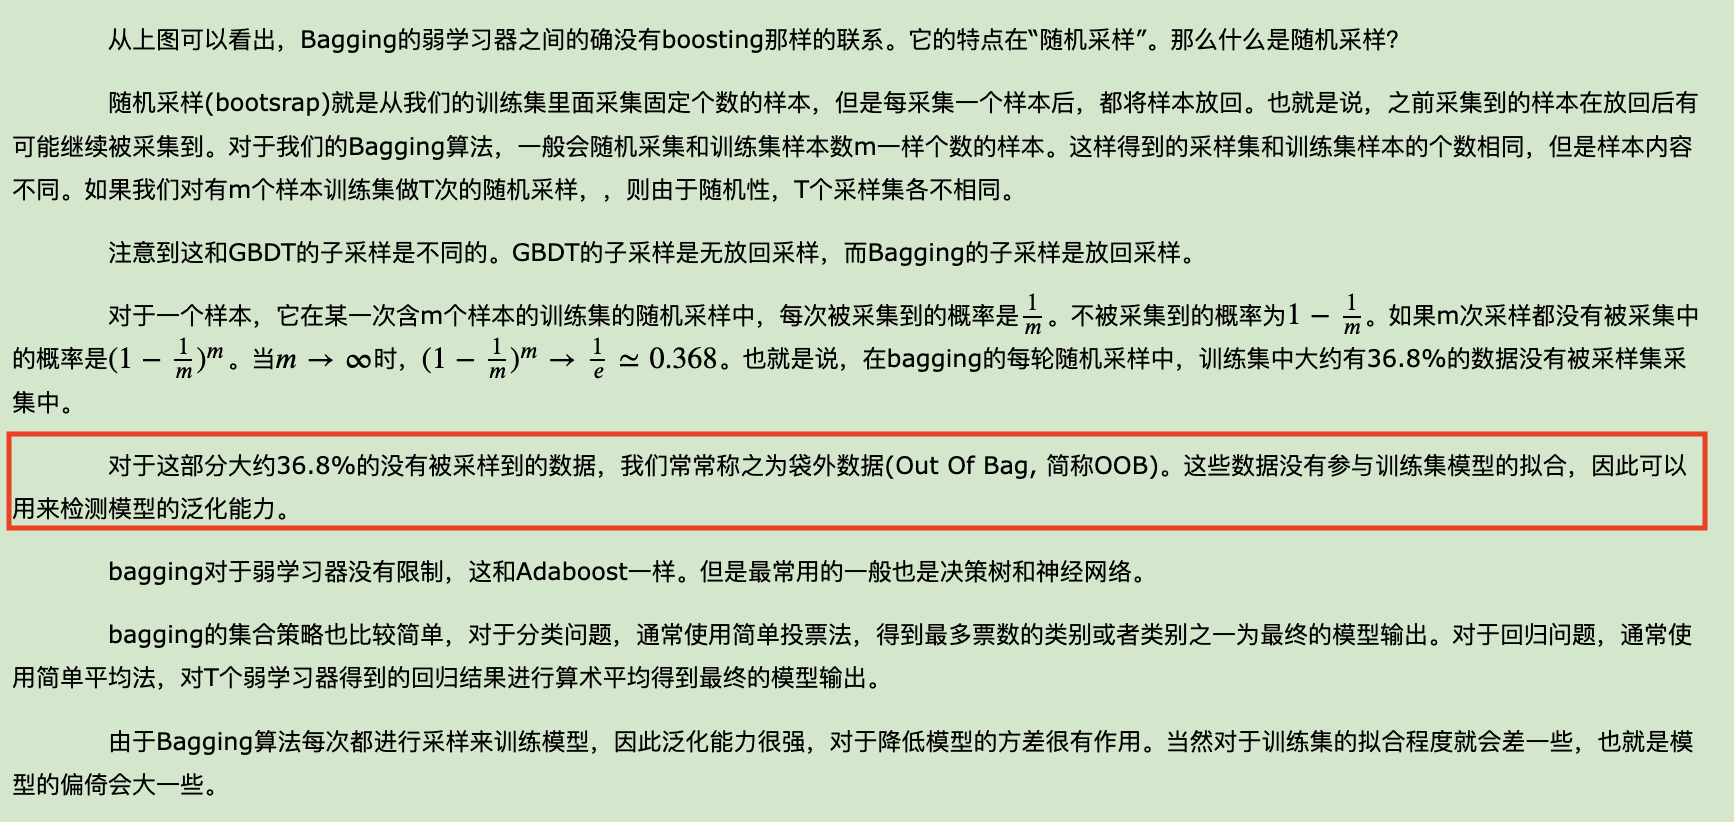 从上图可以看出，Bagging的弱学习器之间的确没有boosting那样的联系。它的特点在“随机采样”。那么什么是随机采样？
随机采样(bootsrap)就是从我们的训练集里面采集固定个数的样本，但是每采集一个样本后，都将样本放回。也就是说，之前采集到的样本在放回后有
可能继续被采集到。对于我们的Bagging算法，一般会随机采集和训练集样本数m一样个数的样本。这样得到的采样集和训练集样本的个数相同，但是样本内容
不同。如果我们对有m个样本训练集做T次的随机采样，，则由于随机性，T个采样集各不相同。
注意到这和GBDT的子采样是不同的。GBDT的子采样是无放回采样，而Bagging的子采样是放回采样。
对于一个样本，它在某一次含m个样本的训练集的随机采样中，每次被采集到的概率是1/m。不被采集到的概率为1 − 1/m。如果m次采样都没有被采集中
的概率是(1 − 1/m)^m。当m → ∞时，(1 − 1/m)^m → 1/e ≃ 0.368。也就是说，在bagging的每轮随机采样中，训练集中大约有36.8%的数据没有被采样集采
集中。
对于这部分大约36.8%的没有被采样到的数据，我们常常称之为袋外数据(Out Of Bag, 简称OOB)。这些数据没有参与训练集模型的拟合，因此可以
用来检测模型的泛化能力。
bagging对于弱学习器没有限制，这和Adaboost一样。但是最常用的一般也是决策树和神经网络。
bagging的集合策略也比较简单，对于分类问题，通常使用简单投票法，得到最多票数的类别或者类别之一为最终的模型输出。对于回归问题，通常使
用简单平均法，对T个弱学习器得到的回归结果进行算术平均得到最终的模型输出。
由于Bagging算法每次都进行采样来训练模型，因此泛化能力很强，对于降低模型的方差很有作用。当然对于训练集的拟合程度就会差一些，也就是模
型的偏倚会大一些。